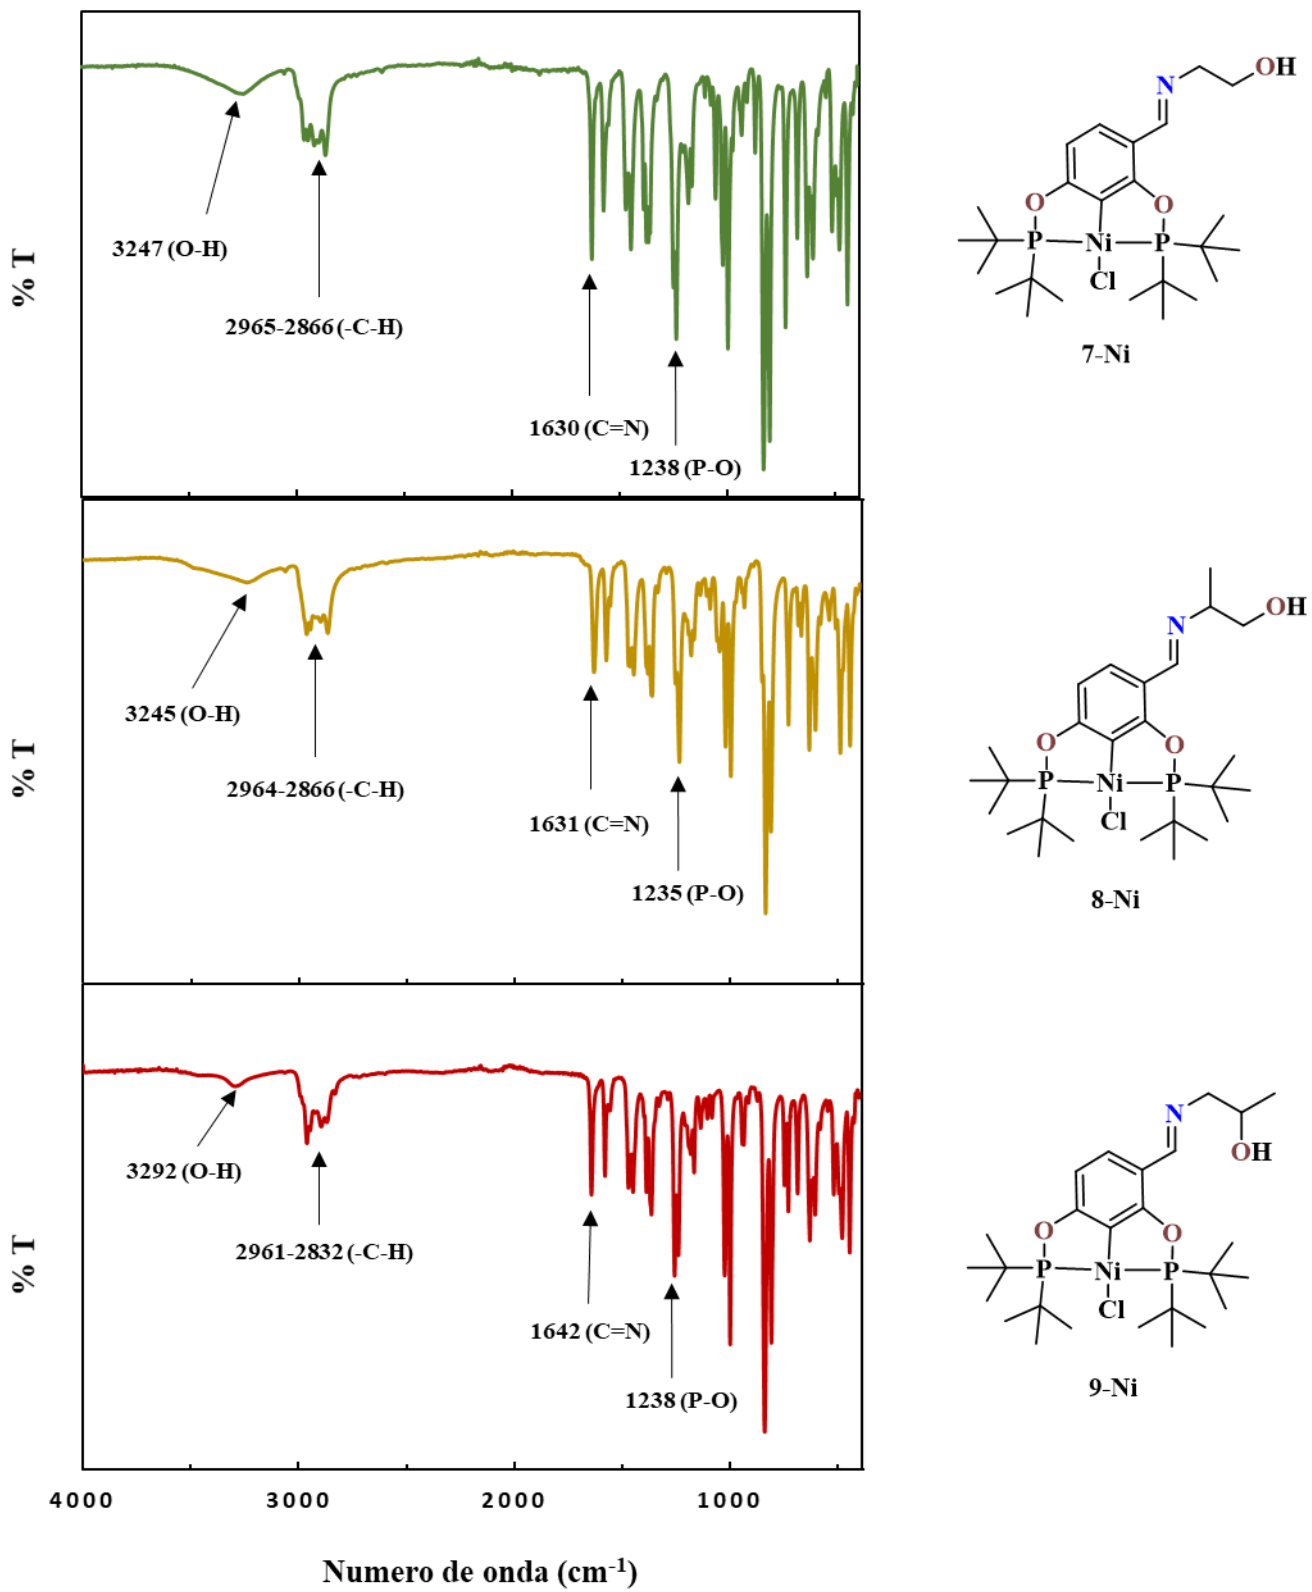 % T
3247 (O-H)
2965-2866 (-C-H)
1630 (C=N)
1238 (P-O)
N
OH
O
O
P
Ni
P
Cl
7-Ni
% T
3245 (O-H)
2964-2866 (-C-H)
1631 (C=N)
1235 (P-O)
N
OH
O
O
P
Ni
P
Cl
8-Ni
% T
3292 (O-H)
2961-2832 (-C-H)
1642 (C=N)
1238 (P-O)
N
OH
O
O
P
Ni
P
Cl
9-Ni
4000 3000 2000 1000
Numero de onda (cm⁻¹)